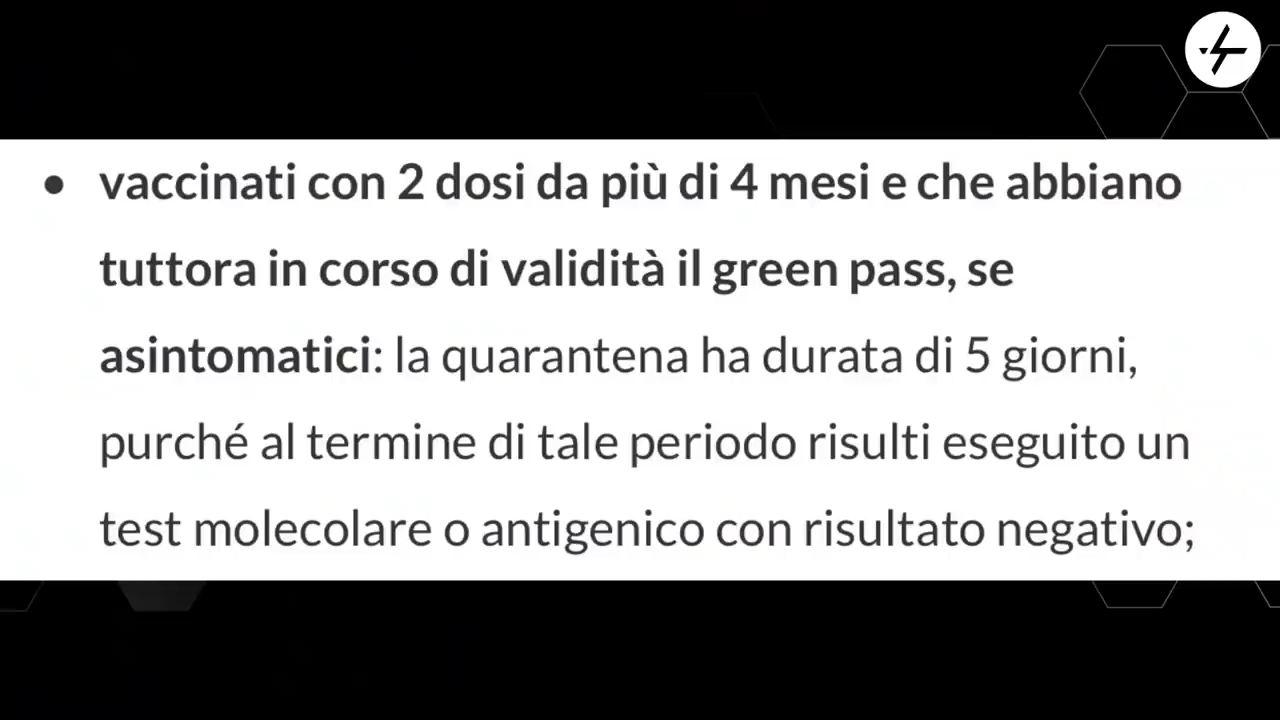 • vaccinati con 2 dosi da più di 4 mesi e che abbiano
tuttora in corso di validità il green pass, se
asintomatici: la quarantena ha durata di 5 giorni,
purché al termine di tale periodo risulti eseguito un
test molecolare o antigenico con risultato negativo;